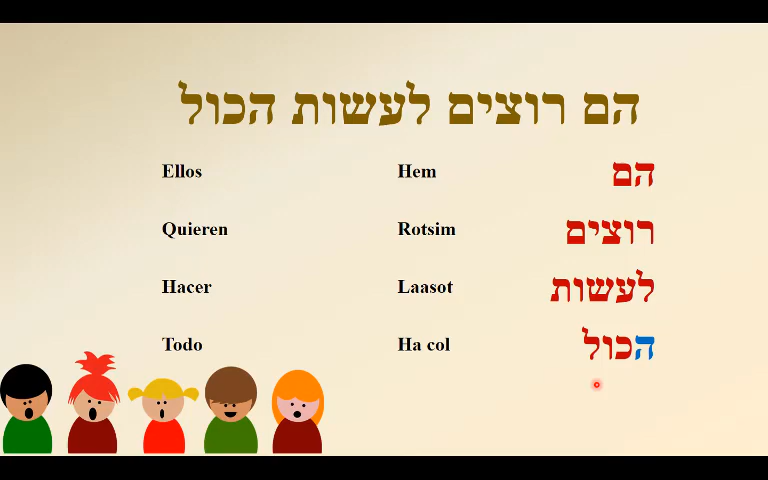 הם רוצים לעשות הכול
Ellos Hem הם
Quieren Rotsim רוצים
Hacer Laasot לעשות
Todo Ha col הכול